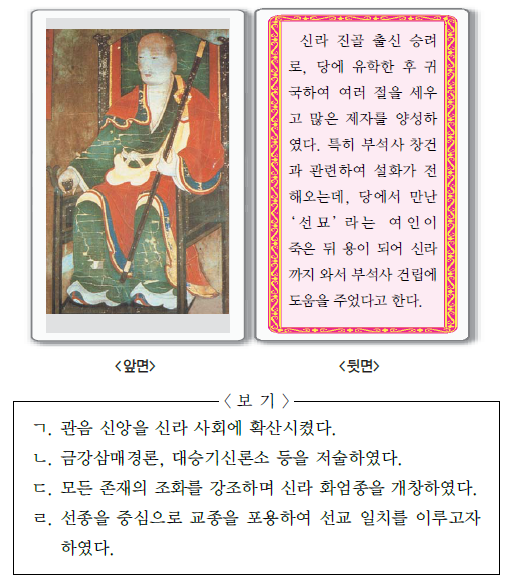 신라 진골 출신 승려
로, 당에 유학한 후 귀
국하여 여러 절을 세우
고 많은 제자를 양성하
였다. 특히 부석사 창건
과 관련하여 설화가 전
해오는데, 당에서 만난
‘선묘’라는 여인이
죽은 뒤 용이 되어 신라
까지 와서 부석사 건립에
도움을 주었다고 한다.
<앞면>
<뒷면>
< 보 기 >
ㄱ. 관음 신앙을 신라 사회에 확산시켰다.
ㄴ. 금강삼매경론, 대승기신론소 등을 저술하였다.
ㄷ. 모든 존재의 조화를 강조하며 신라 화엄종을 개창하였다.
ㄹ. 선종을 중심으로 교종을 포용하여 선교 일치를 이루고자
하였다.